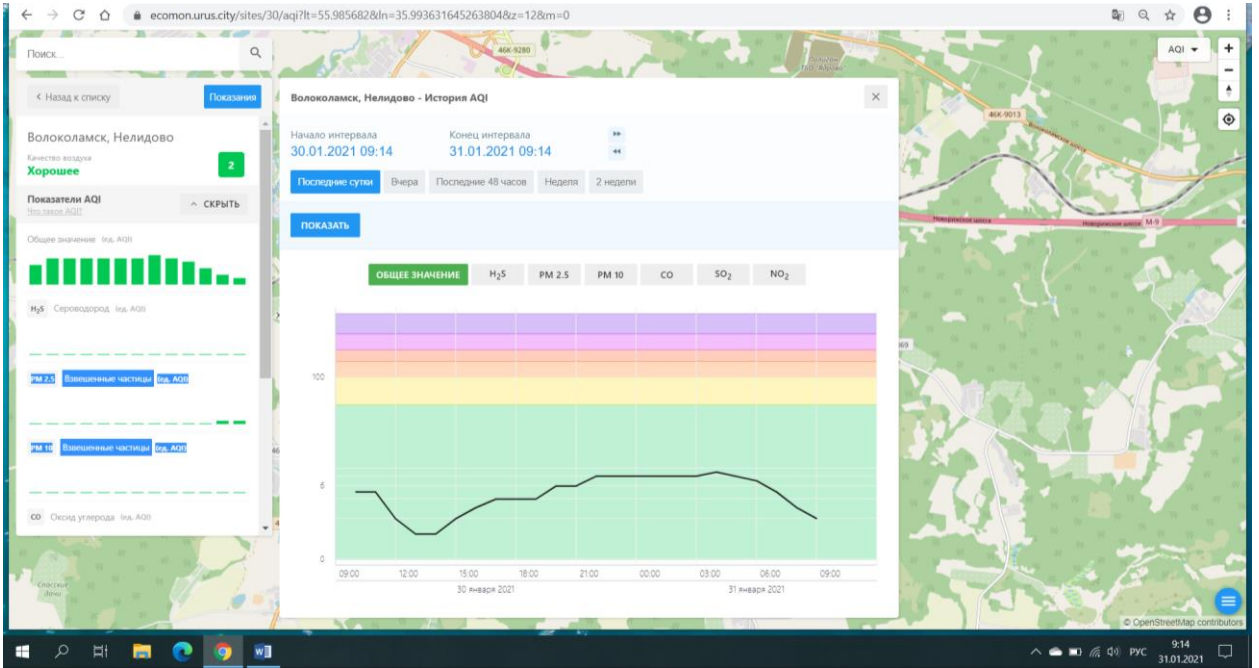 ecomon.urus.city/sites/30/aqi?lt=55.985682&ln=35.993631645263804&z=12&m=0
Поиск...
46К-9280
AQI
< Назад к списку
Показания
Волоколамск, Нелидово - История AQI
46К-9013
Волоколамское шоссе
Волоколамск, Нелидово
Качество воздуха
Хорошее
2
Начало интервала
Конец интервала
30.01.2021 09:14
31.01.2021 09:14
Последние сутки Вчера Последние 48 часов Неделя 2 недели
Показатели AQI
Что такое AQI?
СКРЫТЬ
ПОКАЗАТЬ
Новорижское шоссе
Новорижское шоссе
М-9
Общее значение (ед. AQI)
ОБЩЕЕ ЗНАЧЕНИЕ H₂S PM 2.5 PM 10 CO SO₂ NO₂
H₂S Сероводород (ед. AQI)
PM 2.5 Взвешенные частицы (ед. AQI)
PM 10 Взвешенные частицы (ед. AQI)
CO Оксид углерода (ед. AQI)
100
6
0
09:00 12:00 15:00 18:00 21:00 00:00 03:00 06:00 09:00
30 января 2021
31 января 2021
Спасские
дачи
© OpenStreetMap contributors
РУС
9:14
31.01.2021